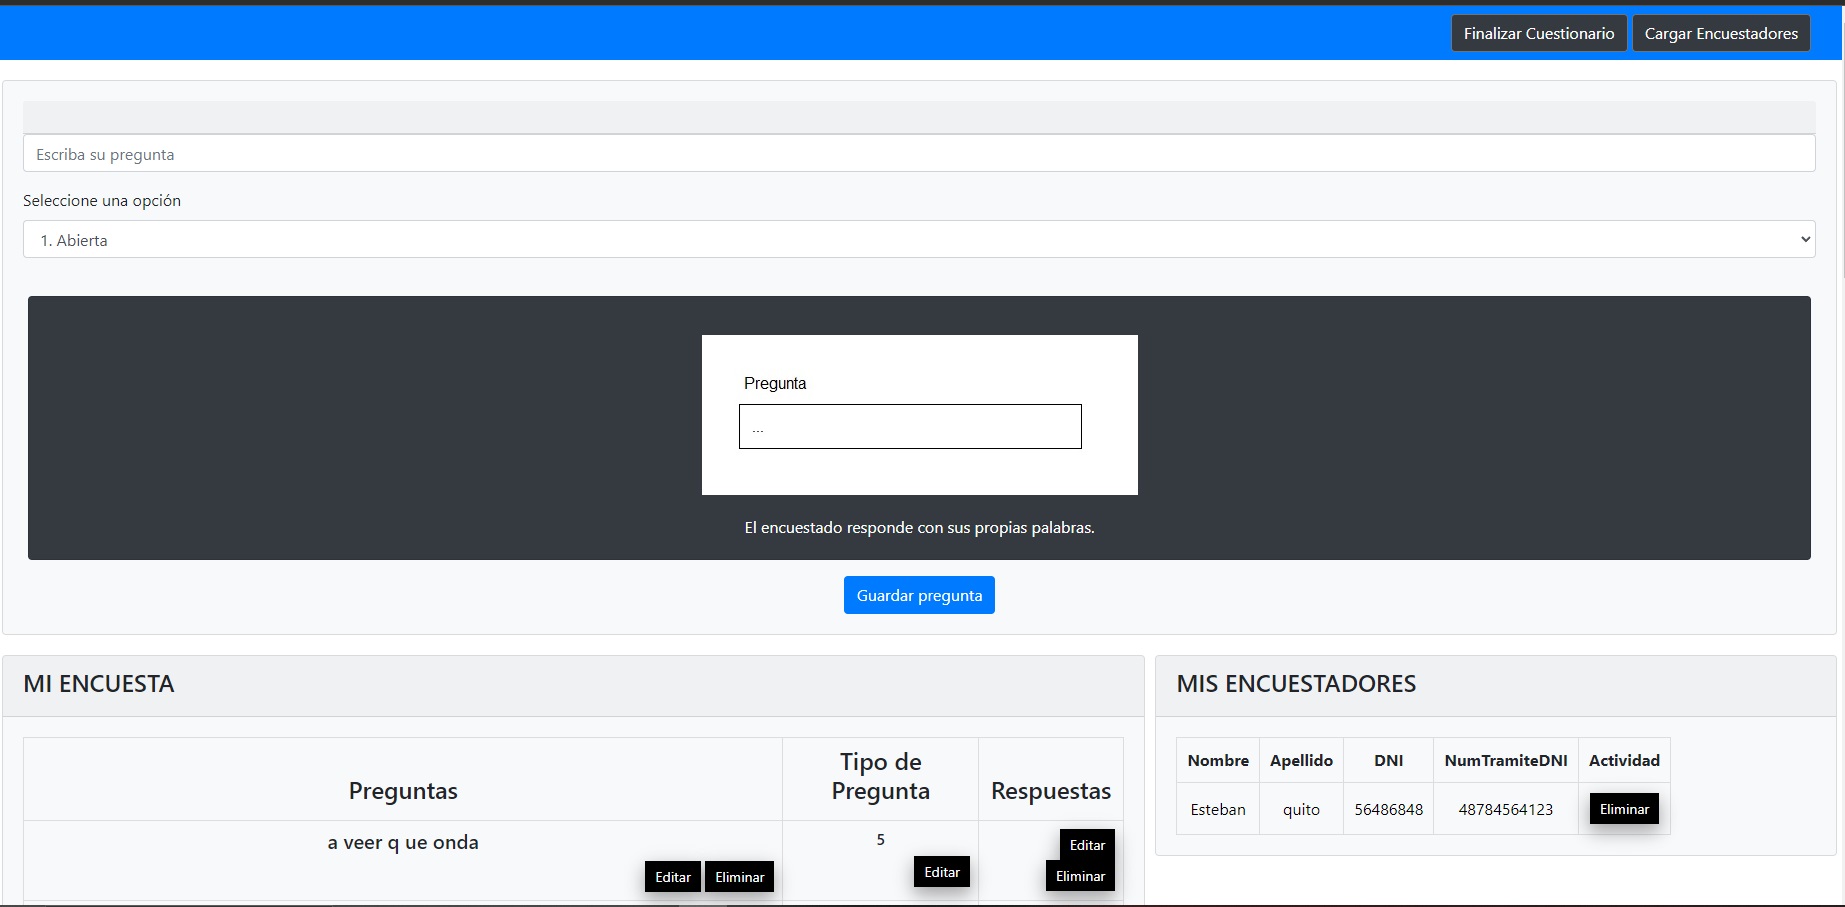 Finalizar Cuestionario Cargar Encuestadores
Escriba su pregunta
Seleccione una opción
1. Abierta
Pregunta
...
El encuestado responde con sus propias palabras.
Guardar pregunta
MI ENCUESTA
Preguntas Tipo de Pregunta Respuestas
a veer q ue onda 5
Editar Eliminar Editar Editar Eliminar
MIS ENCUESTADORES
Nombre Apellido DNI NumTramiteDNI Actividad
Esteban quito 56486848 48784564123 Eliminar